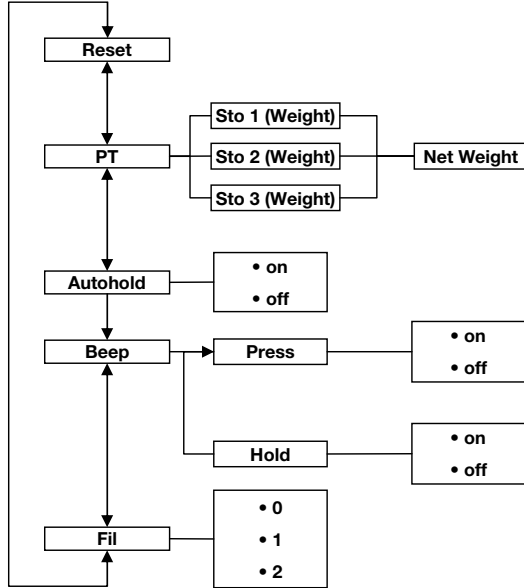 Reset
Sto 1 (Weight)
PT
Sto 2 (Weight)
Net Weight
Sto 3 (Weight)
Autohold
• on
• off
Beep
Press
• on
• off
Hold
• on
• off
Fil
• 0
• 1
• 2